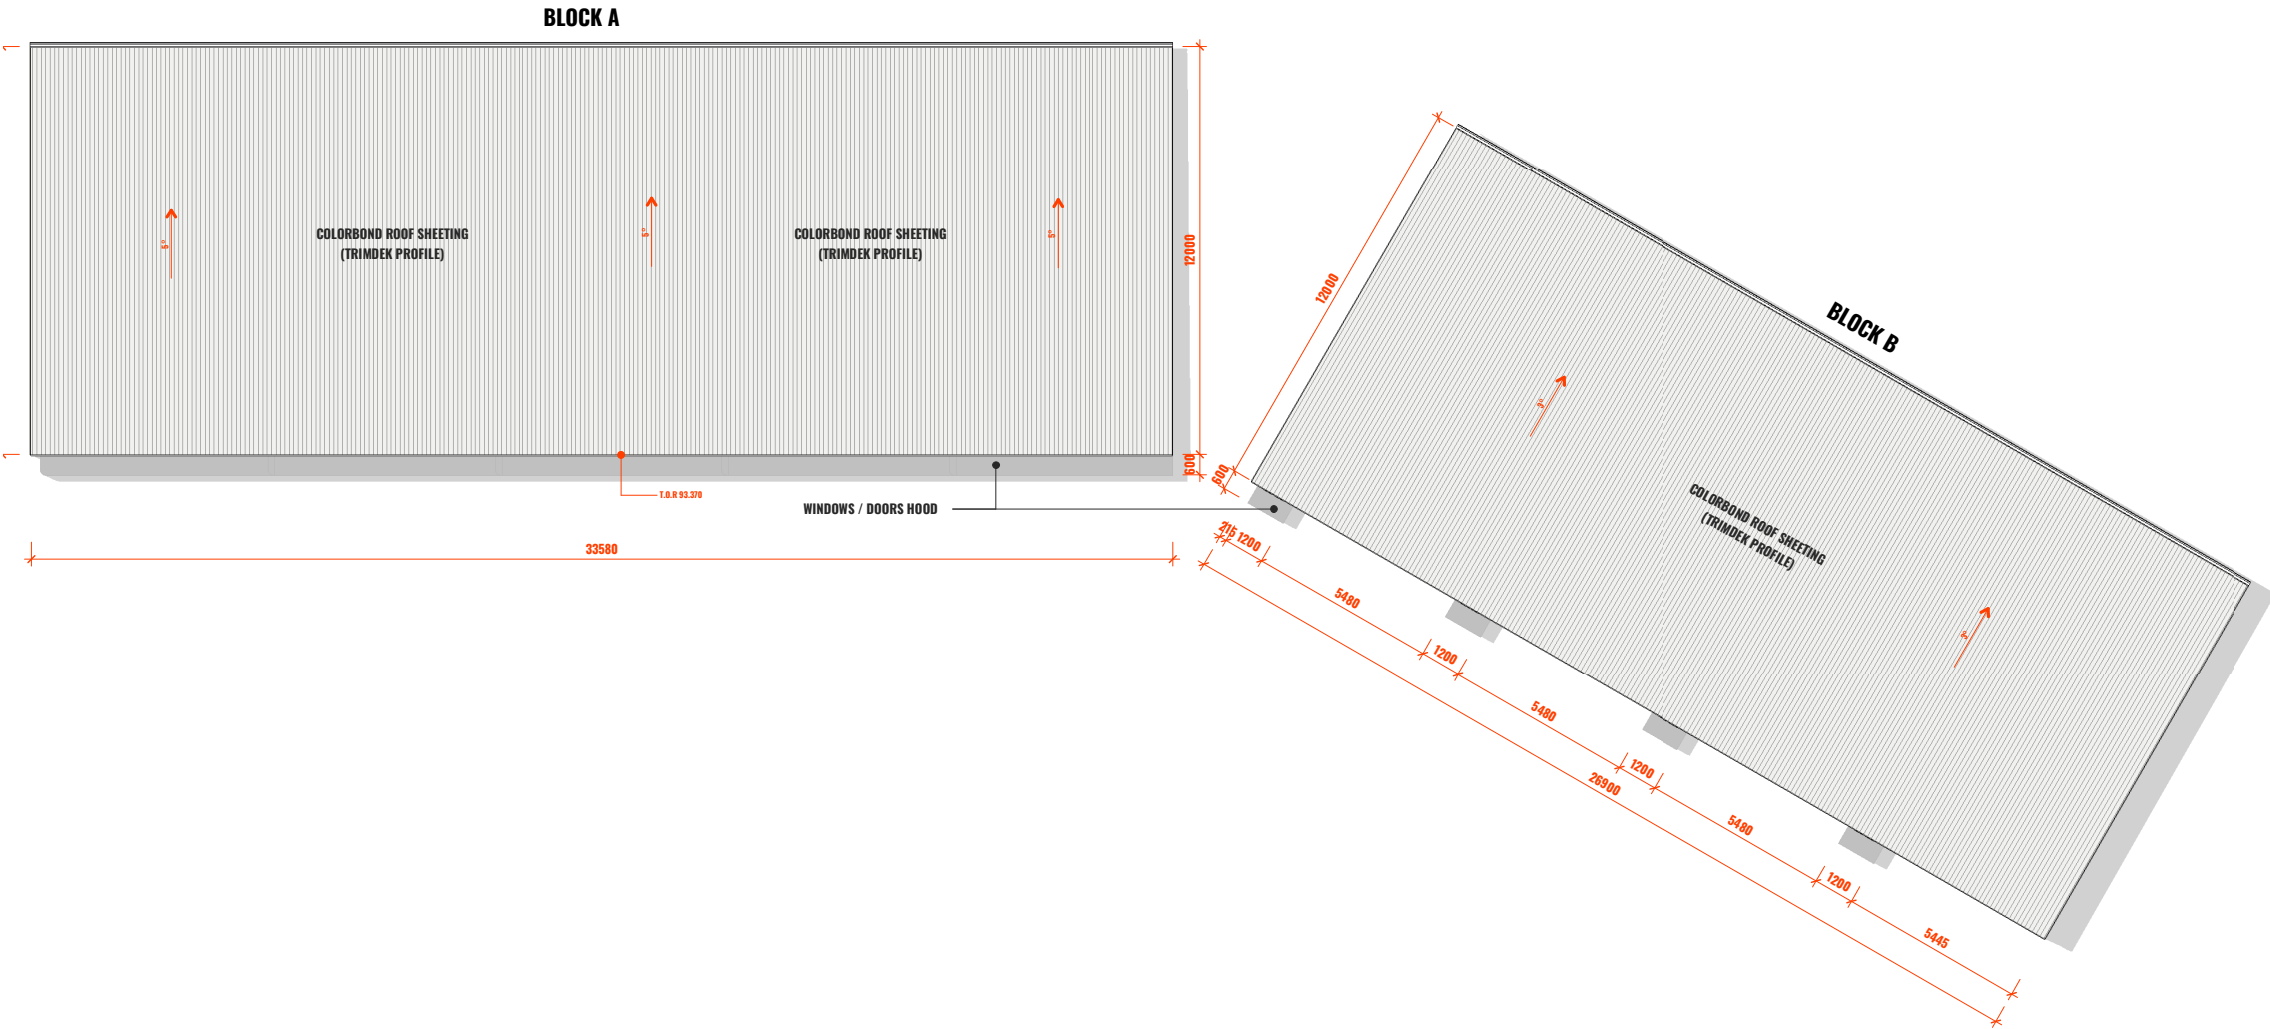 BLOCK A
5°
5°
5°
COLORBOND ROOF SHEETING
(TRIMDEK PROFILE)
COLORBOND ROOF SHEETING
(TRIMDEK PROFILE)
12000
600
T.O.R 93.370
WINDOWS / DOORS HOOD
33580
BLOCK B
12000
600
3°
3°
COLORBOND ROOF SHEETING
(TRIMDEK PROFILE)
215
1200
5480
1200
5480
1200
5480
1200
5445
26900